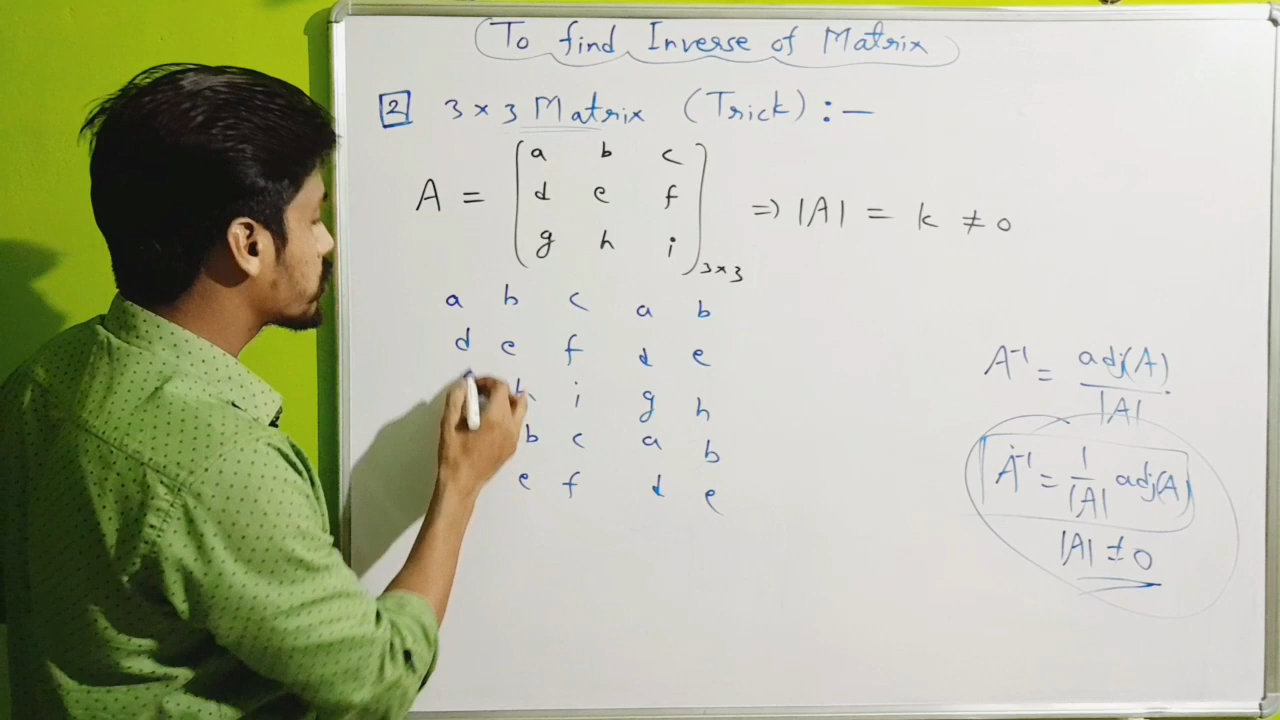 To find Inverse of Matrix
2 3 × 3 Matrix (Trick) : —
A = [ a b c
d e f
g h i ] 3×3 ⇒ |A| = k ≠ 0
a b c a b
d e f d e
h i g h
b c a b
e f d e
A⁻¹ = adj(A) / |A|
A⁻¹ = 1 / |A| adj(A)
|A| ≠ 0